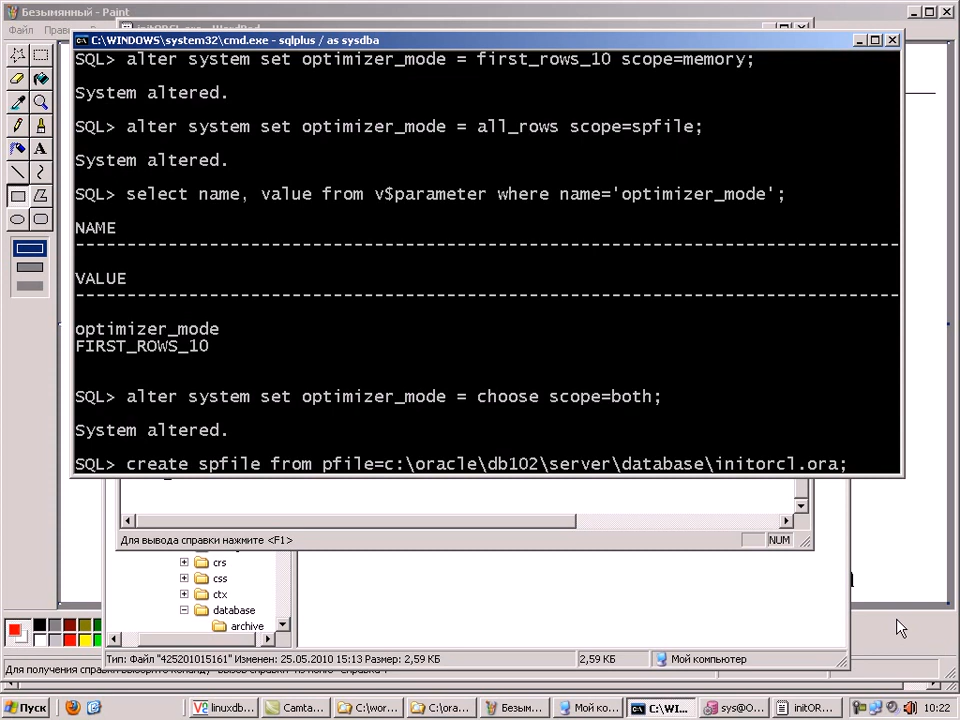 Безымянный - Paint
C:\WINDOWS\system32\cmd.exe - sqlplus / as sysdba
SQL> alter system set optimizer_mode = first_rows_10 scope=memory;
System altered.
SQL> alter system set optimizer_mode = all_rows scope=spfile;
System altered.
SQL> select name, value from v$parameter where name='optimizer_mode';
NAME
--------------------------------------------------------------------------------
VALUE
--------------------------------------------------------------------------------
optimizer_mode
FIRST_ROWS_10
SQL> alter system set optimizer_mode = choose scope=both;
System altered.
SQL> create spfile from pfile=c:\oracle\db102\server\database\initorcl.ora;
Для вывода справки нажмите <F1>
NUM
crs
css
ctx
database
archive
Тип: Файл "425201015161" Изменен: 25.05.2010 15:13 Размер: 2,59 КБ
2,59 КБ
Мой компьютер
Пуск
linuxdb...
Camta...
C:\wor...
C:\ora...
Безым...
Мой ко...
C:\WI...
sys@O...
initOR...
10:22